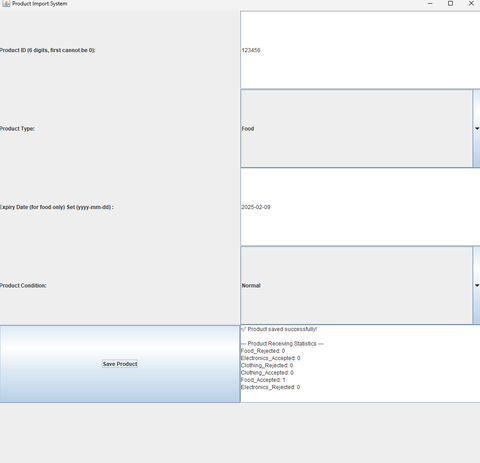 Product Import System
Product ID (6 digits, first cannot be 0):
123456
Product Type:
Food
Expiry Date (for food only) Set (yyyy-mm-dd) :
2025-02-09
Product Condition:
Normal
Save Product
✅ Product saved successfully!
--- Product Receiving Statistics ---
Food_Rejected: 0
Electronics_Accepted: 0
Clothing_Rejected: 0
Clothing_Accepted: 0
Food_Accepted: 1
Electronics_Rejected: 0